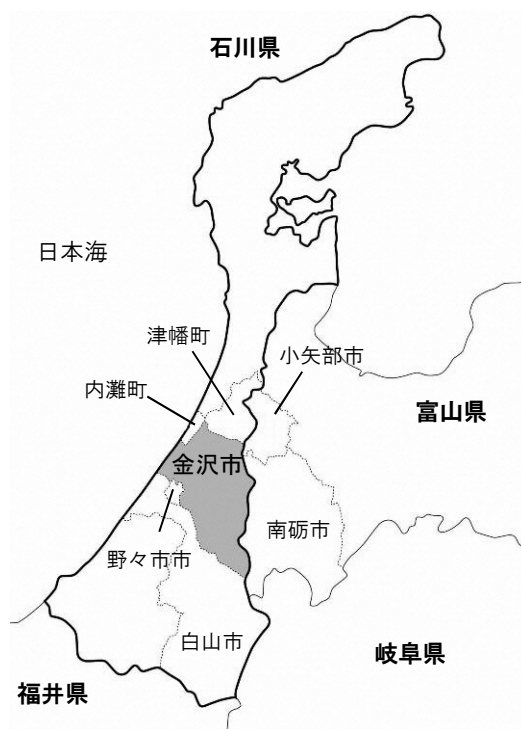 石川県
日本海
津幡町
小矢部市
内灘町
富山県
金沢市
南砺市
野々市市
白山市
岐阜県
福井県